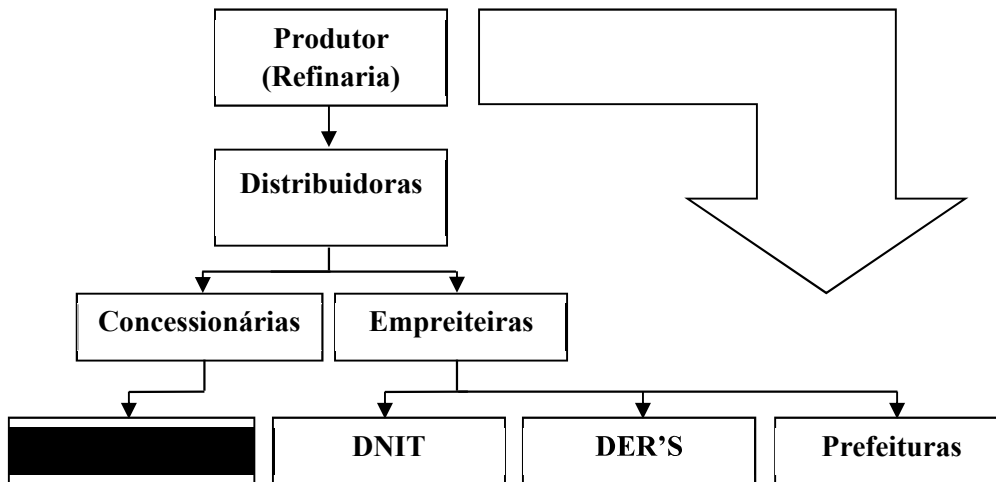 Produtor
(Refinaria)
Distribuidoras
Concessionárias
Empreiteiras
DNIT
DER’S
Prefeituras